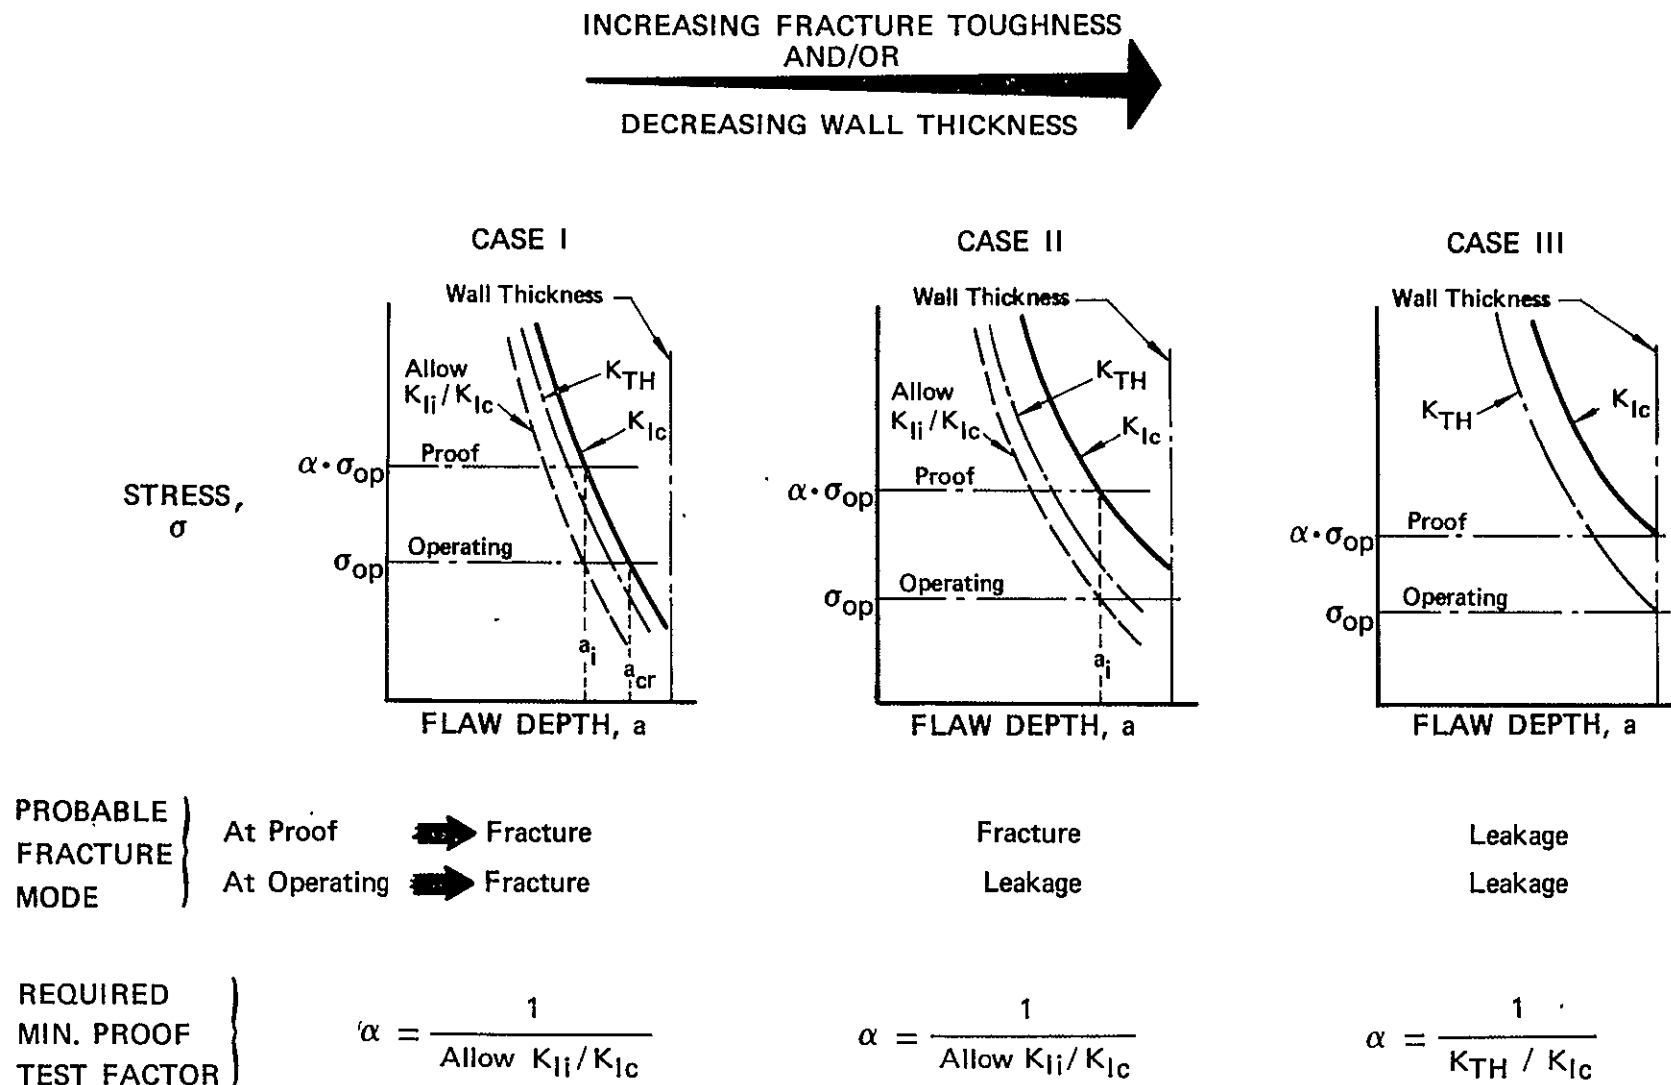 INCREASING FRACTURE TOUGHNESS
AND/OR
DECREASING WALL THICKNESS
CASE I
Wall Thickness
Allow
K_Ii / K_Ic
K_TH
K_Ic
Proof
α · σ_op
Operating
σ_op
STRESS,
σ
a_i
a_cr
FLAW DEPTH, a
CASE II
Wall Thickness
Allow
K_Ii / K_Ic
K_TH
K_Ic
Proof
α · σ_op
Operating
σ_op
a_i
FLAW DEPTH, a
CASE III
Wall Thickness
K_TH
K_Ic
Proof
α · σ_op
Operating
σ_op
FLAW DEPTH, a
PROBABLE
FRACTURE
MODE
At Proof Fracture Fracture Leakage
At Operating Fracture Leakage Leakage
REQUIRED
MIN. PROOF
TEST FACTOR
α = 1 / (Allow K_Ii / K_Ic)
α = 1 / (Allow K_Ii / K_Ic)
α = 1 / (K_TH / K_Ic)